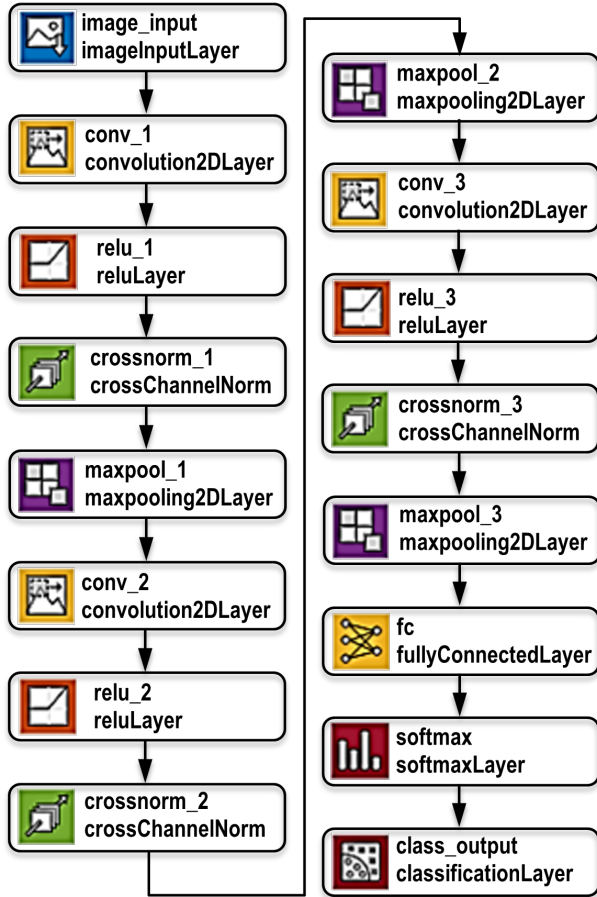 image_input
imageInputLayer
conv_1
convolution2DLayer
relu_1
reluLayer
crossnorm_1
crossChannelNorm
maxpool_1
maxpooling2DLayer
conv_2
convolution2DLayer
relu_2
reluLayer
crossnorm_2
crossChannelNorm
maxpool_2
maxpooling2DLayer
conv_3
convolution2DLayer
relu_3
reluLayer
crossnorm_3
crossChannelNorm
maxpool_3
maxpooling2DLayer
fc
fullyConnectedLayer
softmax
softmaxLayer
class_output
classificationLayer